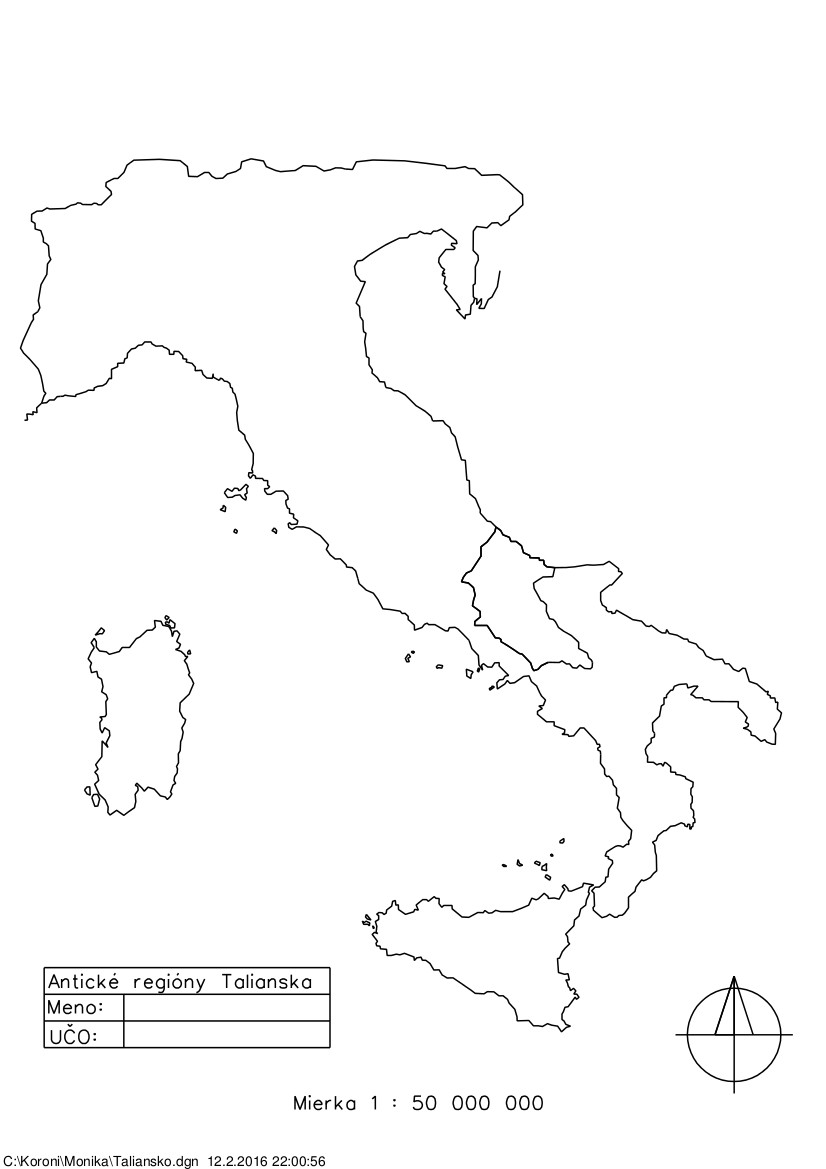 Antické regióny Talianska
Meno:
UČO:
Mierka 1 : 50 000 000
C:\Koroni\Monika\Taliansko.dgn 12.2.2016 22:00:56